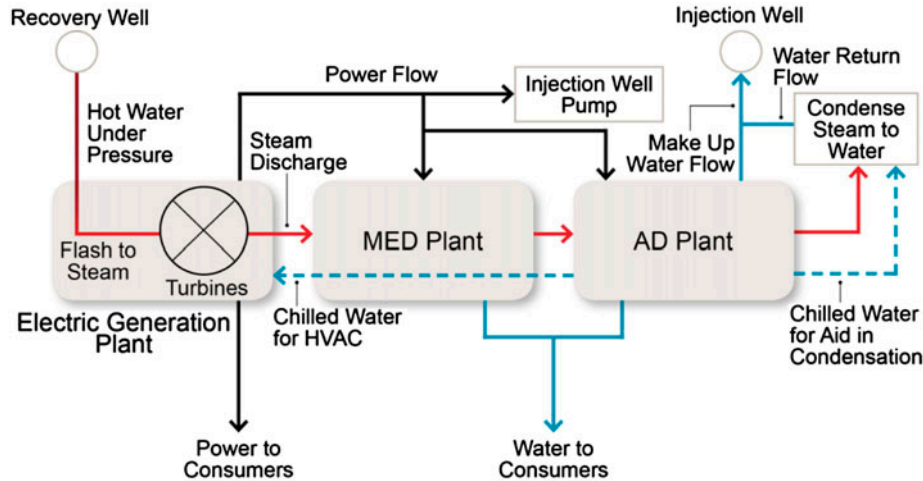 Recovery Well
Injection Well
Power Flow
Injection Well
Pump
Water Return
Flow
Hot Water
Under
Pressure
Steam
Discharge
Make Up
Water Flow
Condense
Steam to
Water
Flash to
Steam
Turbines
MED Plant
AD Plant
Electric Generation
Plant
Chilled Water
for HVAC
Chilled Water
for Aid in
Condensation
Power to
Consumers
Water to
Consumers